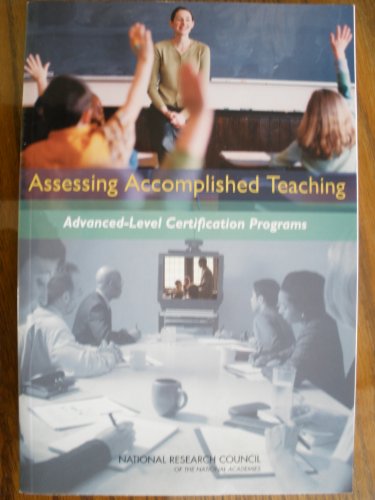 Assessing Accomplished Teaching
Advanced-Level Certification Programs
NATIONAL RESEARCH COUNCIL
OF THE NATIONAL ACADEMIES